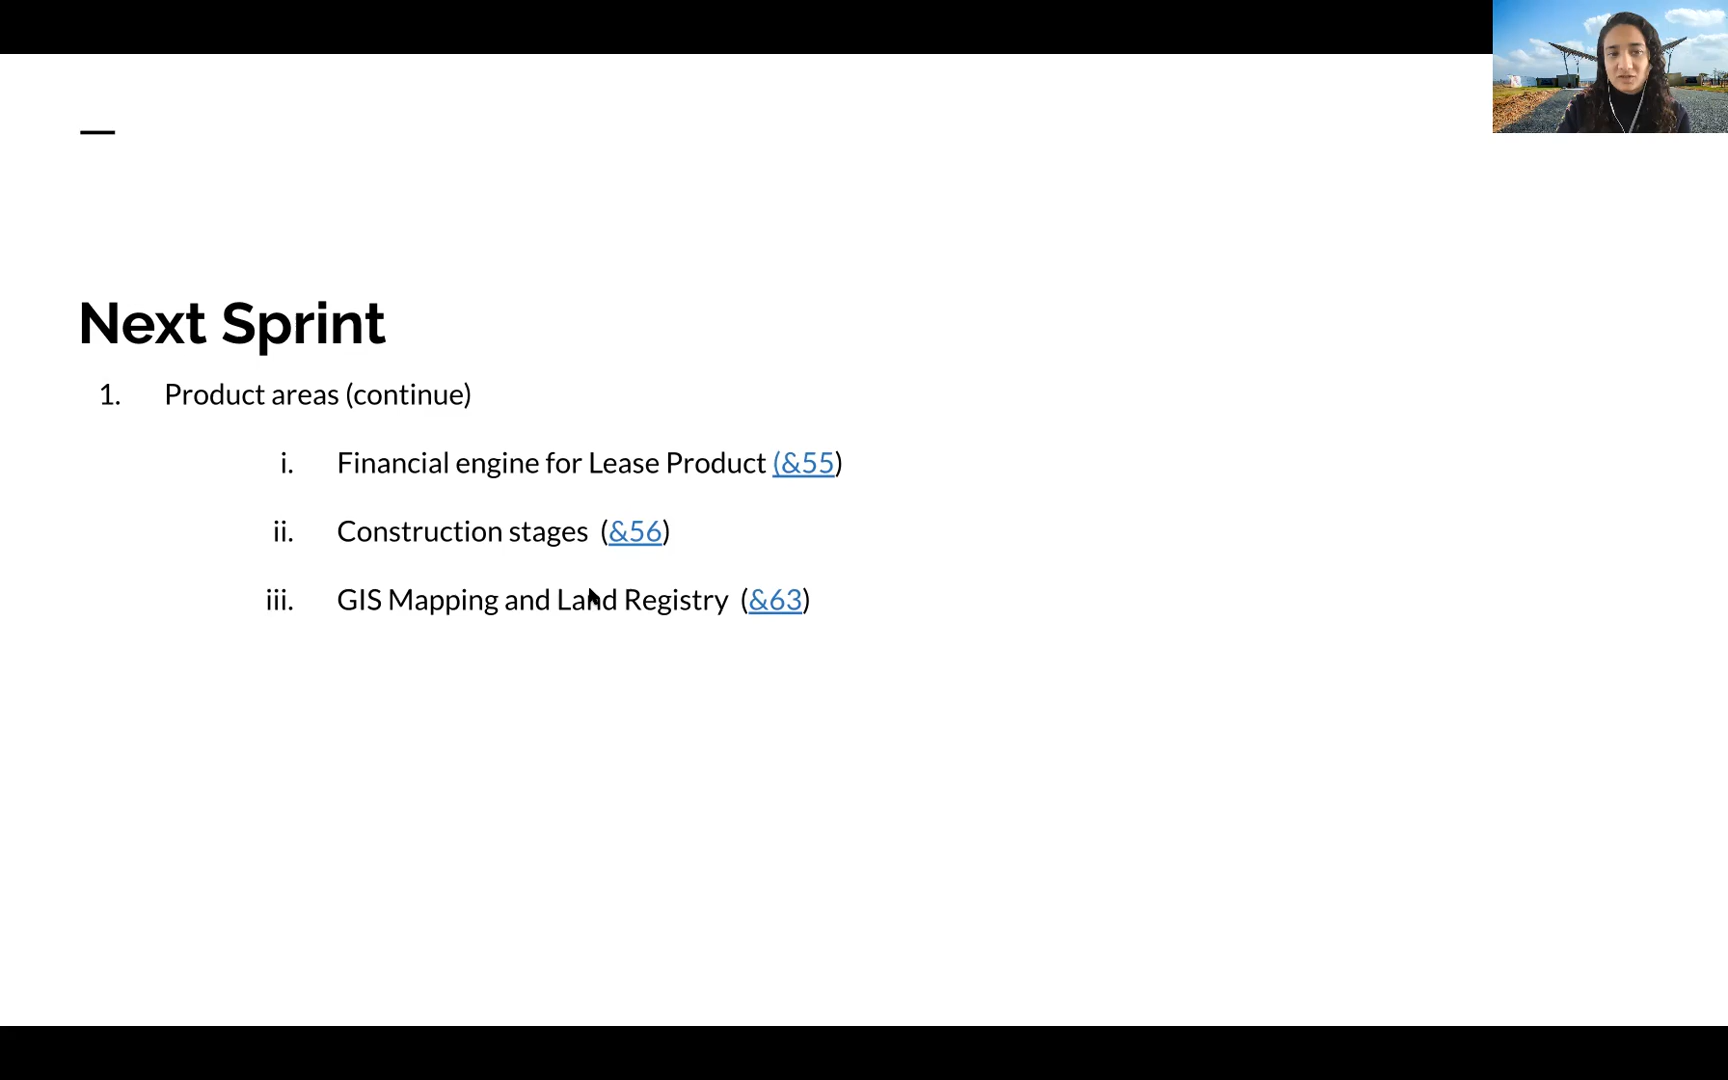 Next Sprint
1. Product areas (continue)
i. Financial engine for Lease Product (&55)
ii. Construction stages (&56)
iii. GIS Mapping and Land Registry (&63)